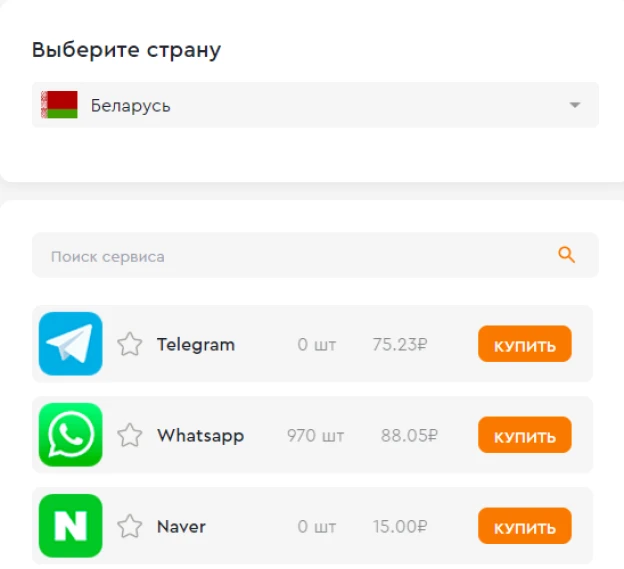 Выберите страну
Беларусь
Поиск сервиса
Telegram 0 шт 75.23₽ КУПИТЬ
Whatsapp 970 шт 88.05₽ КУПИТЬ
N Naver 0 шт 15.00₽ КУПИТЬ